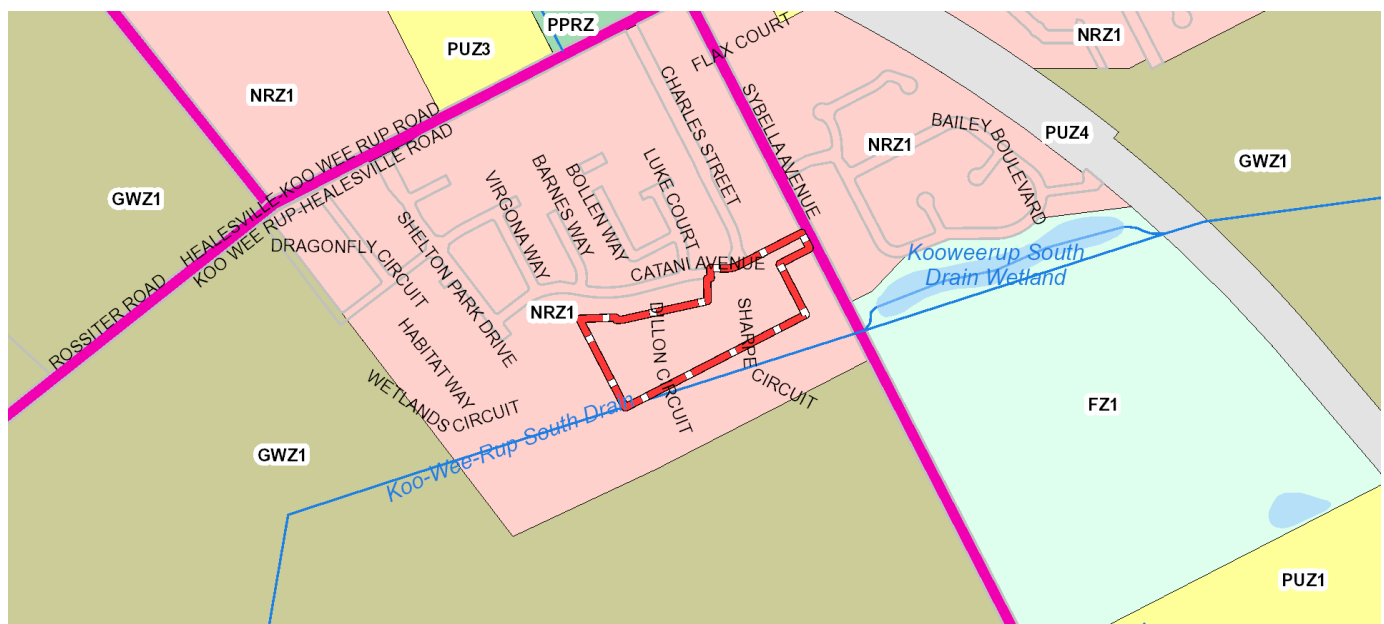 PPRZ
PUZ3
NRZ1
FLAX COURT
NRZ1
CHARLES STREET
SYBELLA AVENUE
HEALESVILLE-KOO WEE RUP ROAD
KOO WEE RUP-HEALESVILLE ROAD
BAILEY BOULEVARD
PUZ4
NRZ1
GWZ1
GWZ1
LUKE COURT
BOLLEN WAY
BARNES WAY
VIRGONA WAY
SHELTON PARK DRIVE
DRAGONFLY CIRCUIT
CATANI AVENUE
Kooweerup South
Drain Wetland
ROSSITER ROAD
NRZ1
DILLON CIRCUIT
SHARPE CIRCUIT
HABITAT WAY
WETLANDS CIRCUIT
Koo-Wee-Rup South Drain
FZ1
GWZ1
PUZ1